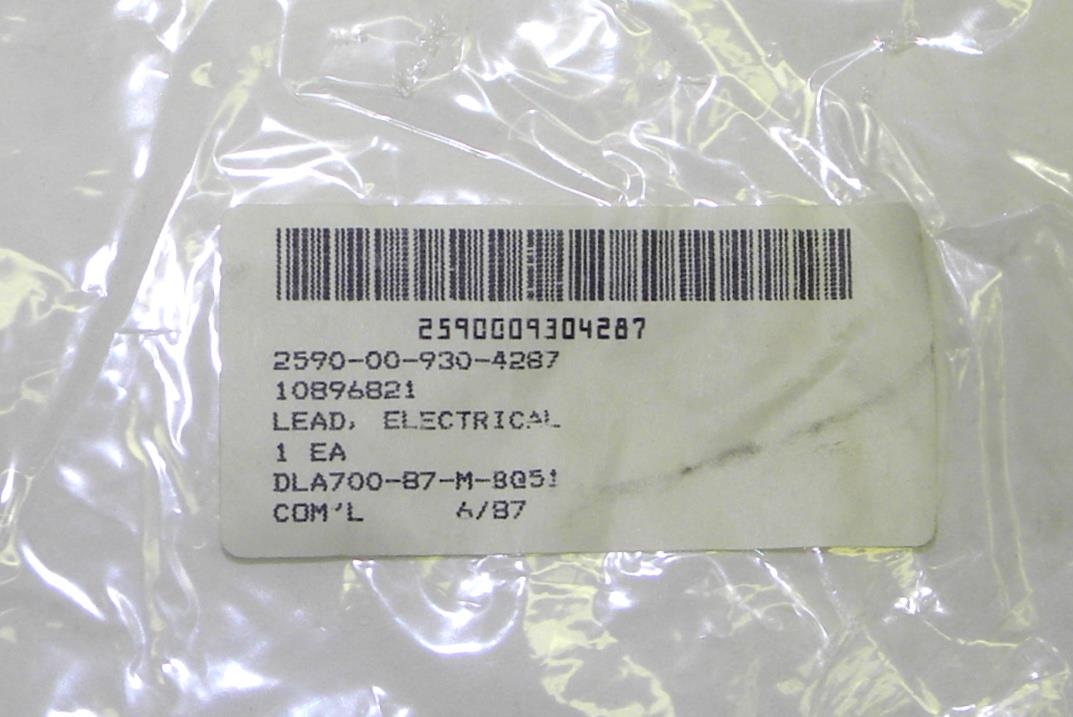 2590009304287
2590-00-930-4287
10896821
LEAD, ELECTRICAL
1 EA
DLA700-87-M-8Q51
COM'L 6/87